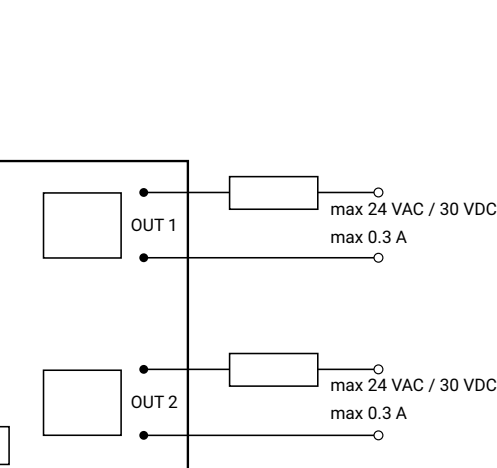 OUT 1
max 24 VAC / 30 VDC
max 0.3 A
OUT 2
max 24 VAC / 30 VDC
max 0.3 A